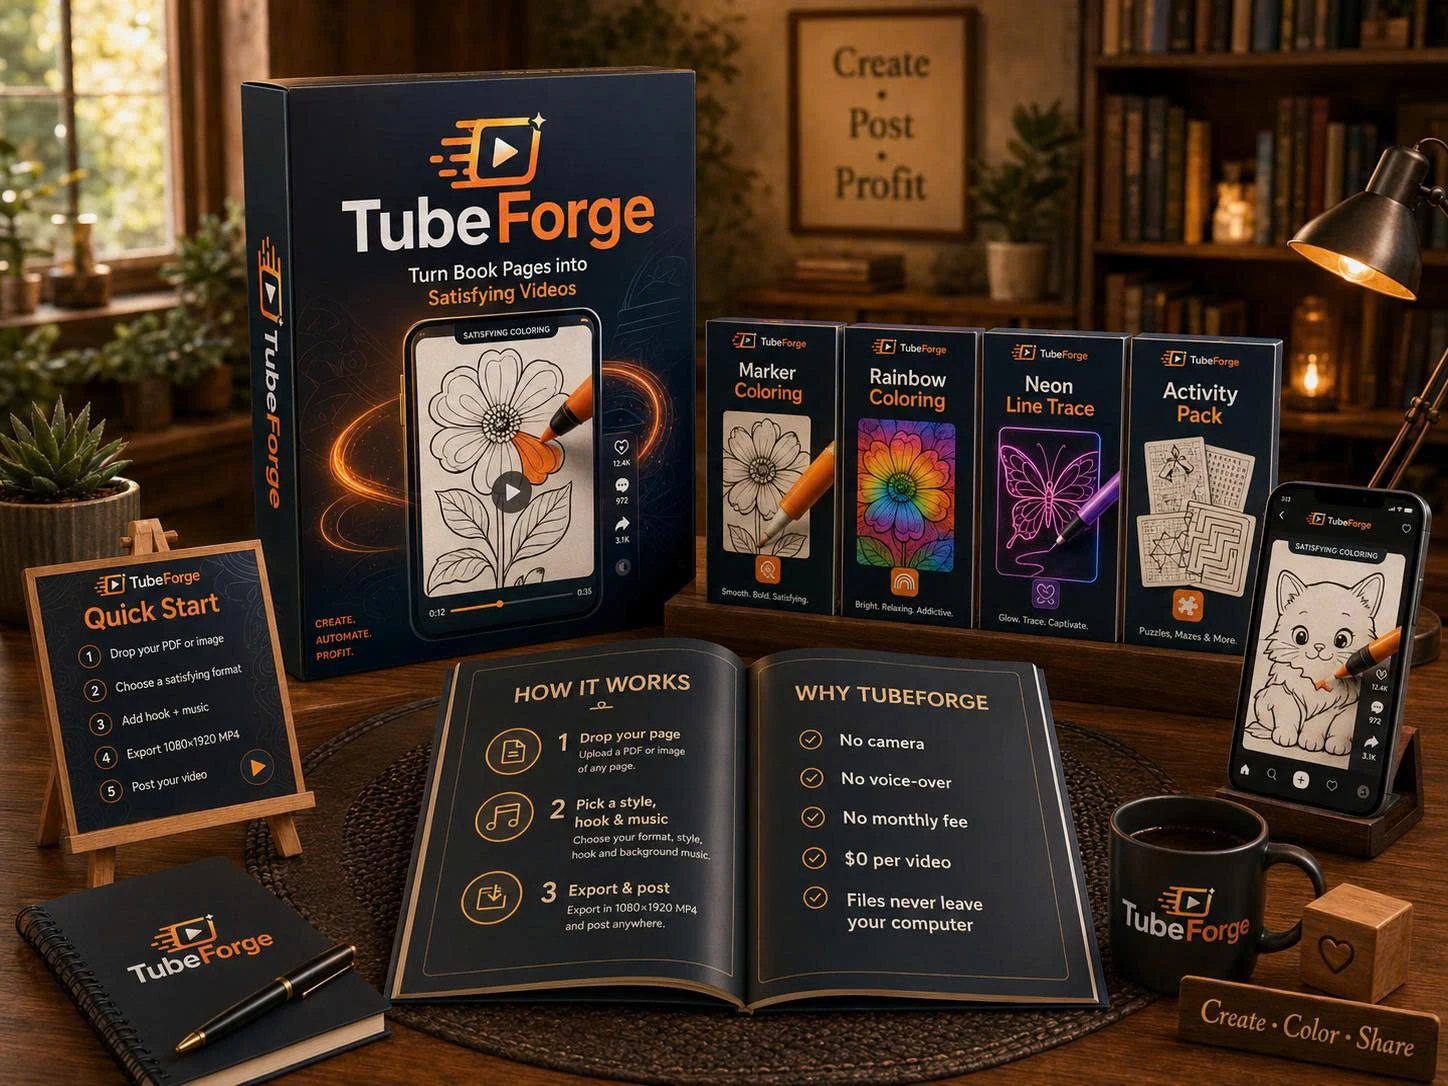 Create
•
Post
•
Profit
TubeForge
Turn Book Pages into
Satisfying Videos
SATISFYING COLORING
12.4K
972
3.1K
0:12
0:35
CREATE.
AUTOMATE.
PROFIT.
TubeForge
TubeForge
Marker
Coloring
Smooth. Bold. Satisfying.
TubeForge
Rainbow
Coloring
Bright. Relaxing. Addictive.
TubeForge
Neon
Line Trace
Glow. Trace. Captivate.
TubeForge
Activity
Pack
Puzzles, Mazes & More.
TubeForge
SATISFYING COLORING
12.4K
972
3.1K
TubeForge
Quick Start
1 Drop your PDF or image
2 Choose a satisfying format
3 Add hook + music
4 Export 1080×1920 MP4
5 Post your video
HOW IT WORKS
1 Drop your page
Upload a PDF or image
of any page.
2 Pick a style,
hook & music
Choose your format, style,
hook and background music.
3 Export & post
Export in 1080×1920 MP4
and post anywhere.
WHY TUBEFORGE
No camera
No voice-over
No monthly fee
$0 per video
Files never leave
your computer
TubeForge
TubeForge
Create • Color • Share